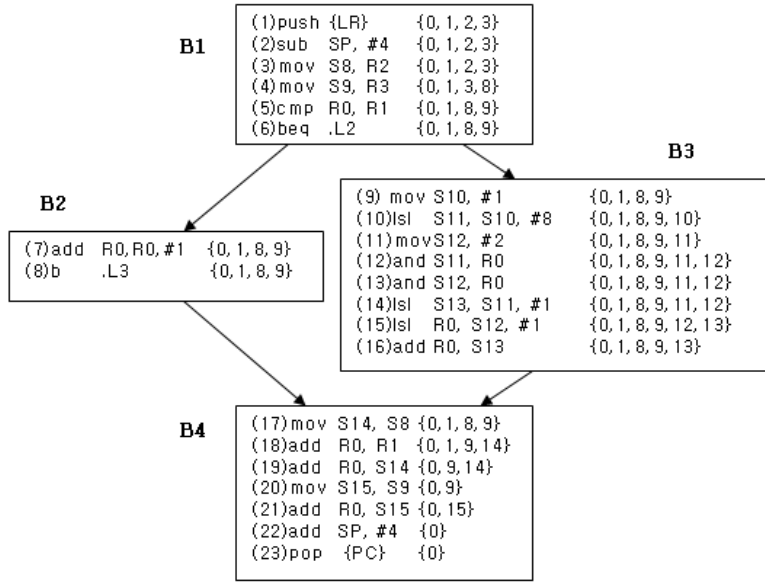 B1
(1)push {LR} {0,1,2,3}
(2)sub SP, #4 {0,1,2,3}
(3)mov S8, R2 {0,1,2,3}
(4)mov S9, R3 {0,1,3,8}
(5)cmp R0, R1 {0,1,8,9}
(6)beq .L2 {0,1,8,9}
B2
(7)add R0,R0,#1 {0,1,8,9}
(8)b .L3 {0,1,8,9}
B3
(9) mov S10, #1 {0,1,8,9}
(10)lsl S11, S10, #8 {0,1,8,9,10}
(11)movS12, #2 {0,1,8,9,11}
(12)and S11, R0 {0,1,8,9,11,12}
(13)and S12, R0 {0,1,8,9,11,12}
(14)lsl S13, S11, #1 {0,1,8,9,11,12}
(15)lsl R0, S12, #1 {0,1,8,9,12,13}
(16)add R0, S13 {0,1,8,9,13}
B4
(17)mov S14, S8 {0,1,8,9}
(18)add R0, R1 {0,1,9,14}
(19)add R0, S14 {0,9,14}
(20)mov S15, S9 {0,9}
(21)add R0, S15 {0,15}
(22)add SP, #4 {0}
(23)pop {PC} {0}